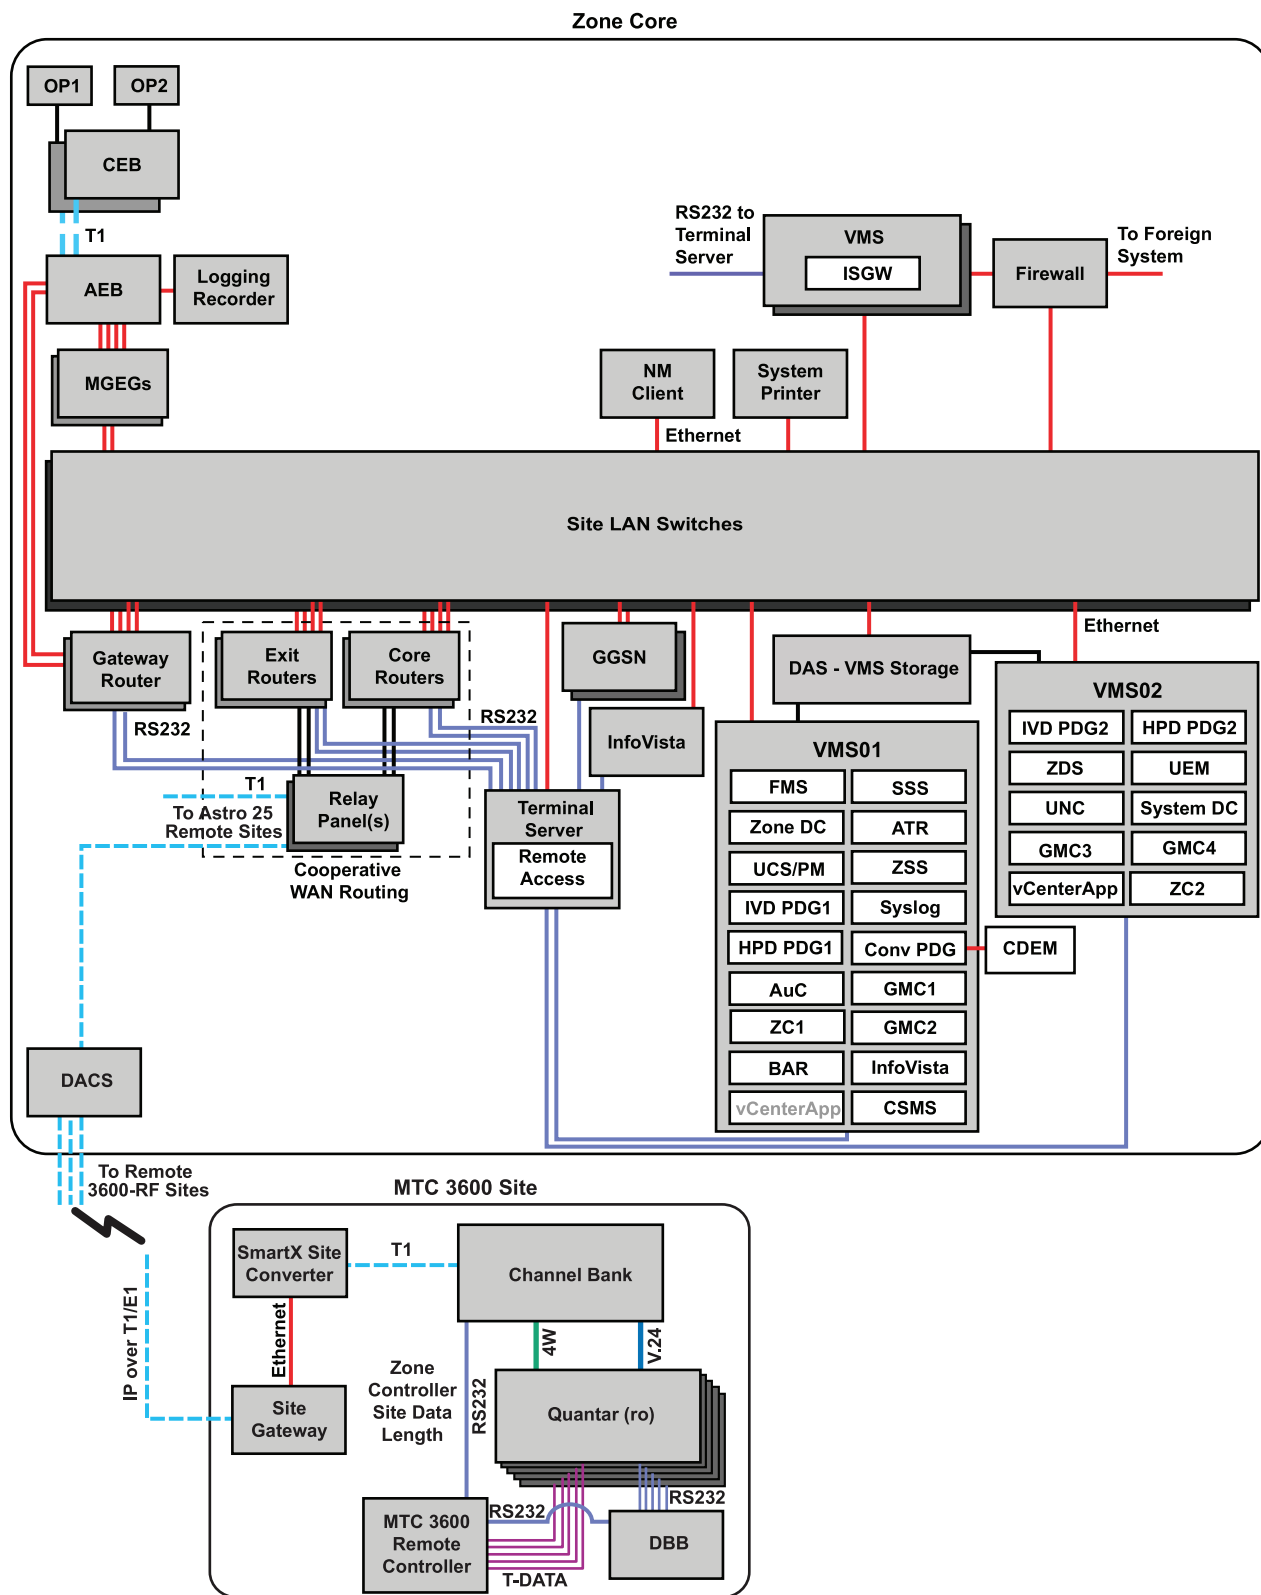 Zone Core
OP1
OP2
CEB
T1
AEB
Logging
Recorder
MGEGs
RS232 to
Terminal
Server
VMS
ISGW
Firewall
To Foreign
System
NM
Client
System
Printer
Ethernet
Site LAN Switches
Gateway
Router
Exit
Routers
Core
Routers
GGSN
InfoVista
DAS - VMS Storage
Ethernet
RS232
RS232
T1
To Astro 25
Remote Sites
Relay
Panel(s)
Cooperative
WAN Routing
Terminal
Server
Remote
Access
VMS01
FMS
SSS
Zone DC
ATR
UCS/PM
ZSS
IVD PDG1
Syslog
HPD PDG1
Conv PDG
AuC
GMC1
ZC1
GMC2
BAR
InfoVista
vCenterApp
CSMS
CDEM
VMS02
IVD PDG2
HPD PDG2
ZDS
UEM
UNC
System DC
GMC3
GMC4
vCenterApp
ZC2
DACS
To Remote
3600-RF Sites
IP over T1/E1
MTC 3600 Site
SmartX Site
Converter
T1
Channel Bank
Ethernet
Site
Gateway
Zone
Controller
Site Data
Length
RS232
4W
V.24
Quantar (ro)
RS232
RS232
MTC 3600
Remote
Controller
T-DATA
DBB